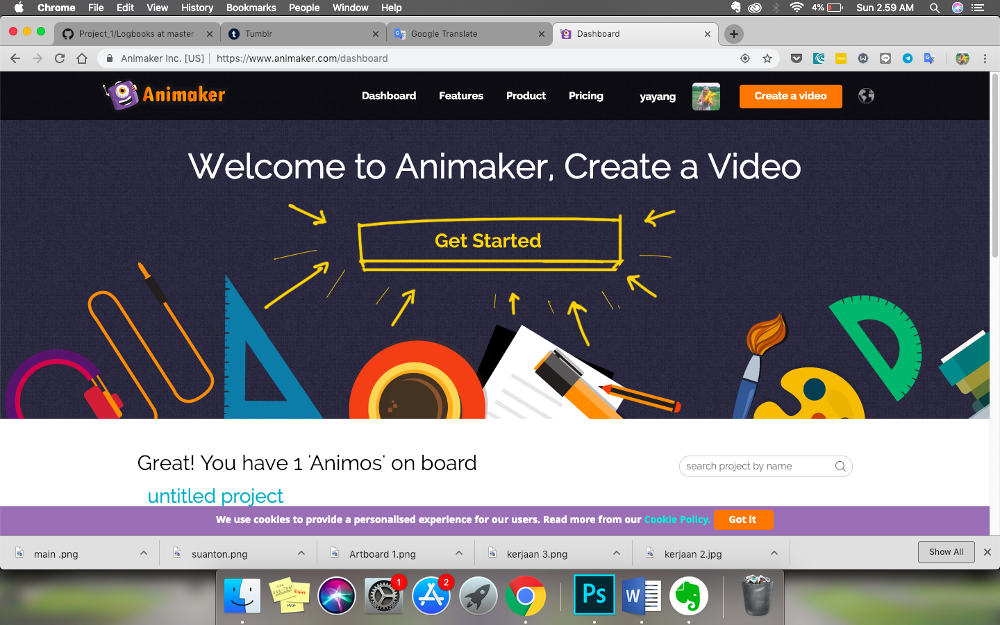 Chrome File Edit View History Bookmarks People Window Help 4% Sun 2.59 AM
Project_1/Logbooks at master
Tumblr
Google Translate
Dashboard
Animaker Inc. [US] https://www.animaker.com/dashboard
Animaker
Dashboard Features Product Pricing yayang Create a video
Welcome to Animaker, Create a Video
Get Started
Great! You have 1 'Animos' on board
search project by name
untitled project
We use cookies to provide a personalised experience for our users. Read more from our Cookie Policy. Got it
main .png
suanton.png
Artboard 1.png
kerjaan 3.png
kerjaan 2.jpg
Show All
1
2
Ps
W